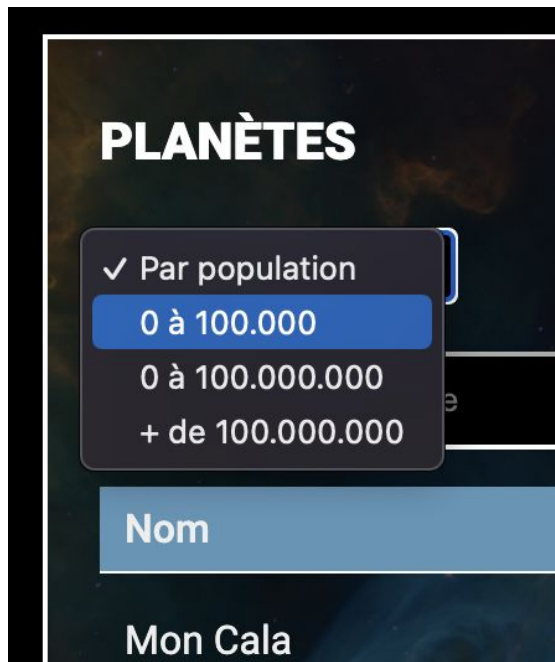 PLANÈTES
✓ Par population
0 à 100.000
0 à 100.000.000
+ de 100.000.000
Nom
Mon Cala